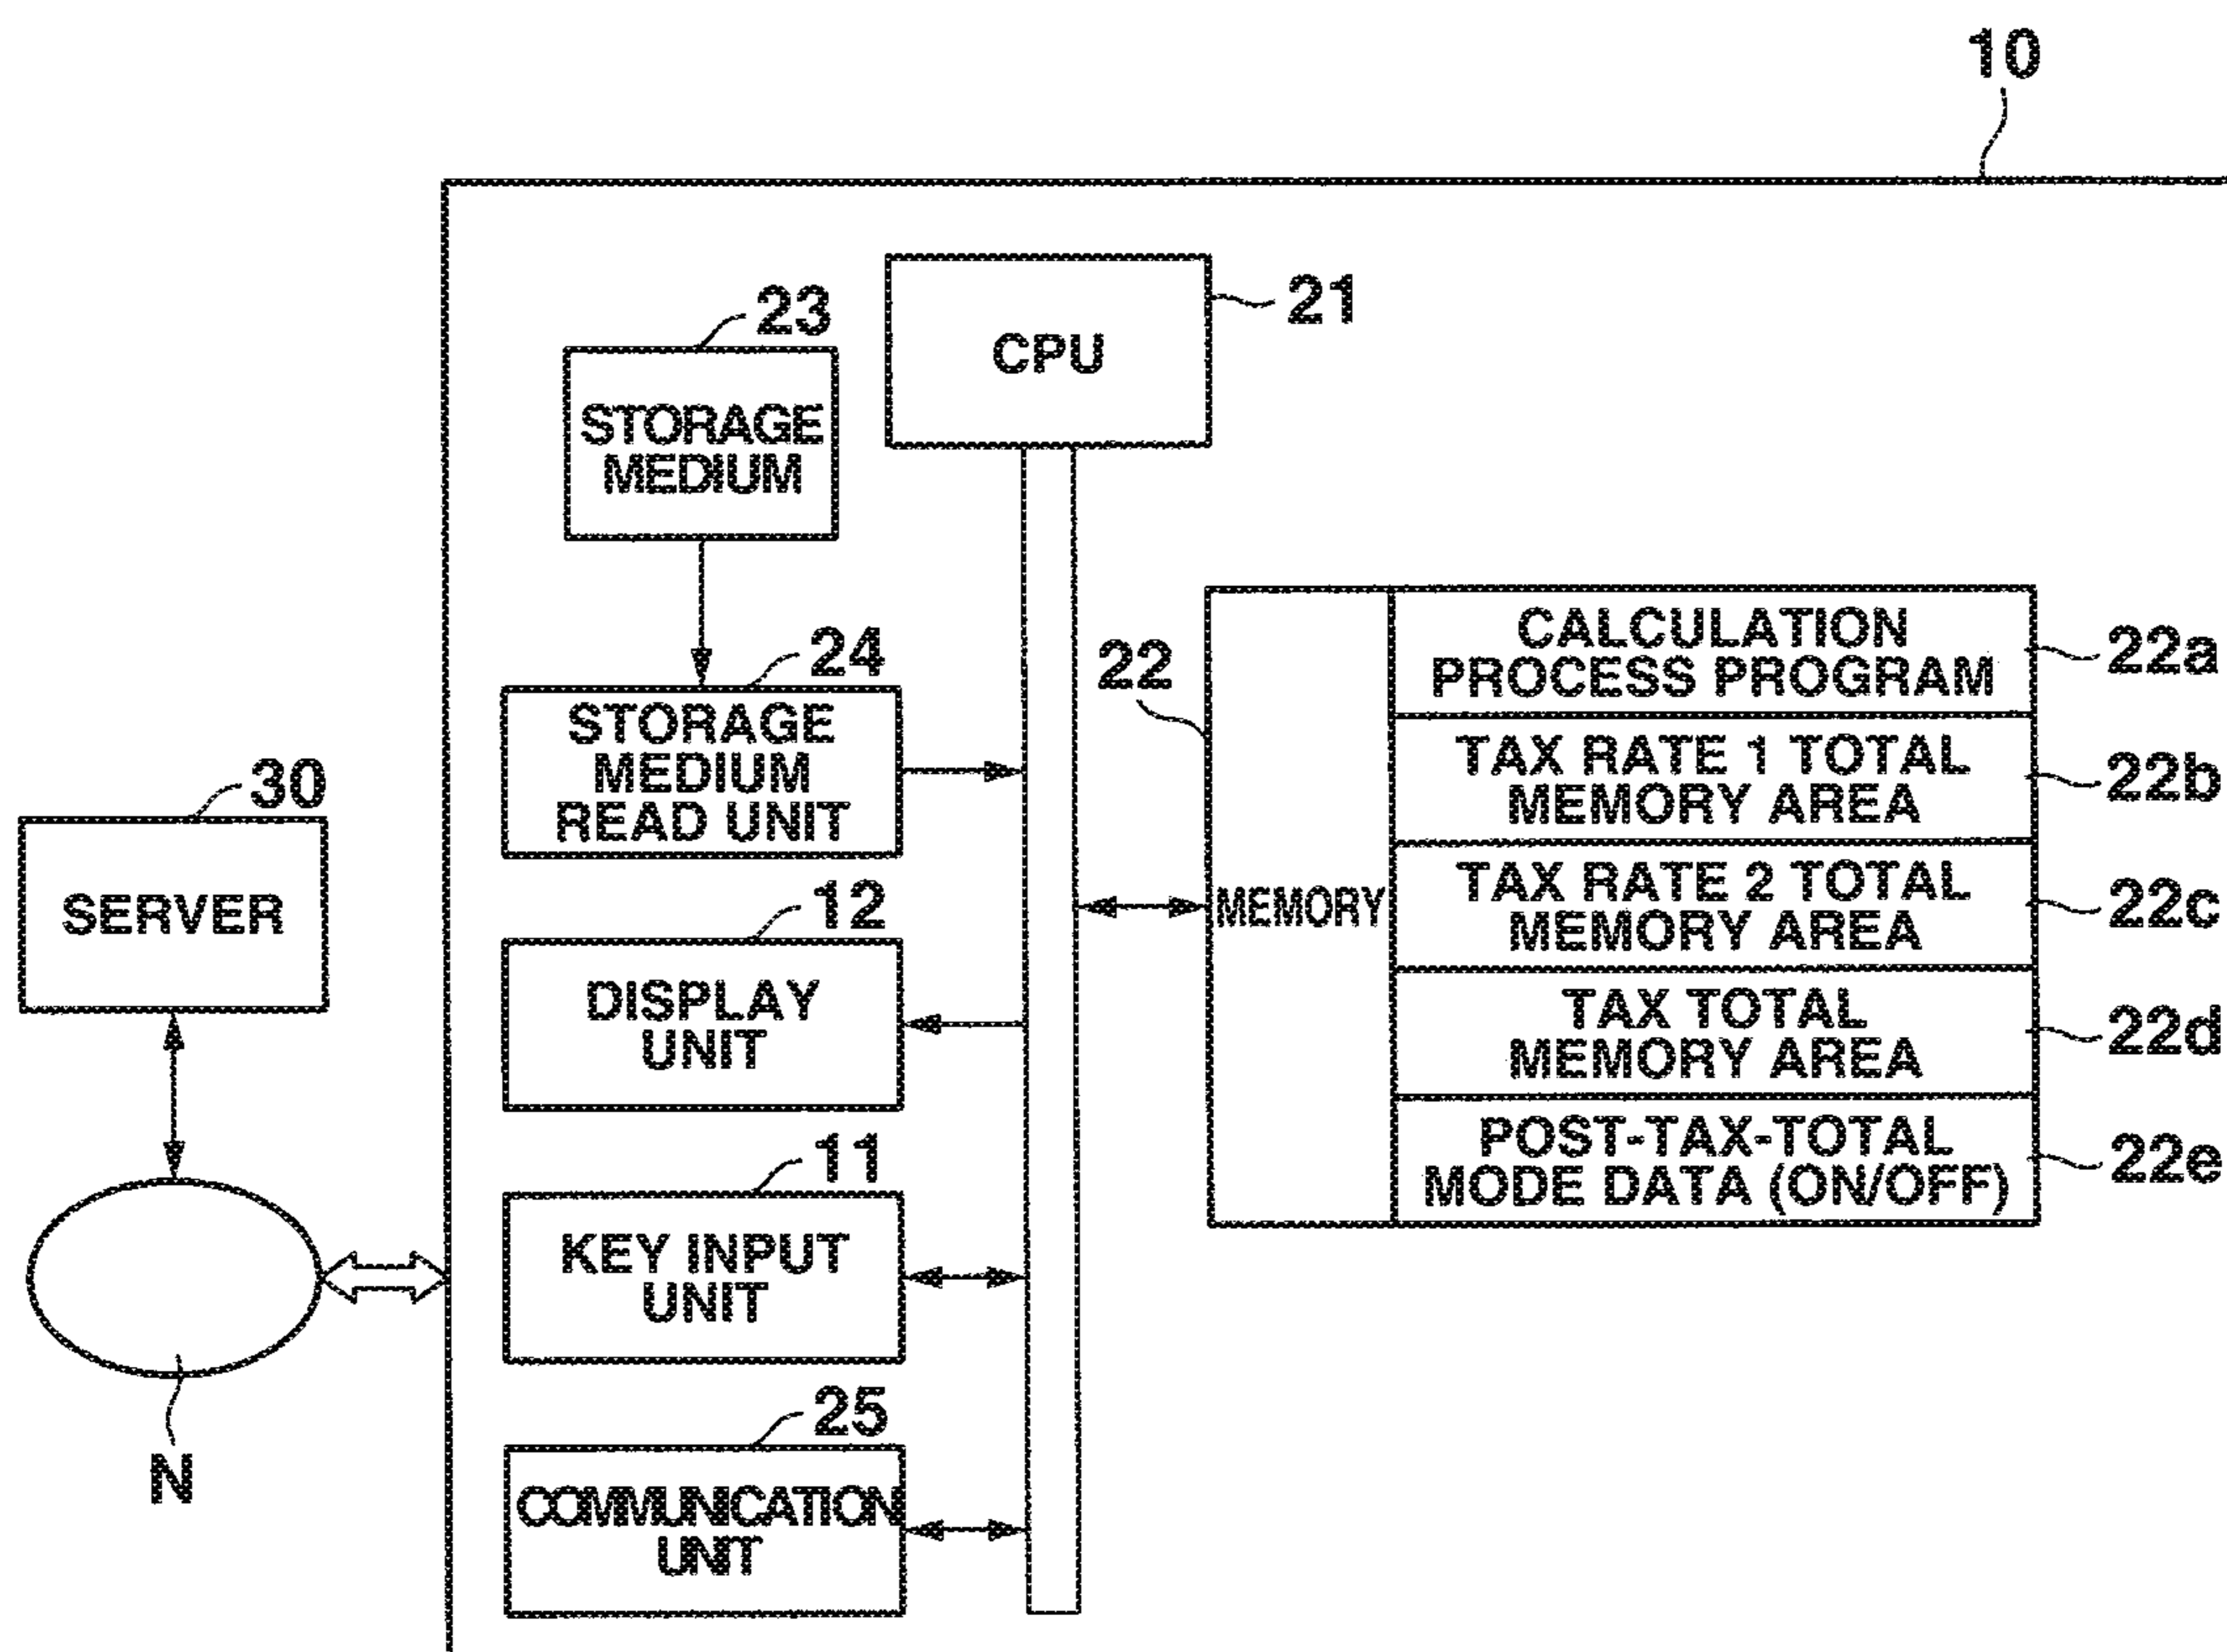 10
21
CPU
23
STORAGE
MEDIUM
24
STORAGE
MEDIUM
READ UNIT
22
MEMORY
CALCULATION
PROCESS PROGRAM
22a
TAX RATE 1 TOTAL
MEMORY AREA
22b
TAX RATE 2 TOTAL
MEMORY AREA
22c
TAX TOTAL
MEMORY AREA
22d
POST-TAX-TOTAL
MODE DATA (ON/OFF)
22e
30
SERVER
12
DISPLAY
UNIT
11
KEY INPUT
UNIT
25
COMMUNICATION
UNIT
N